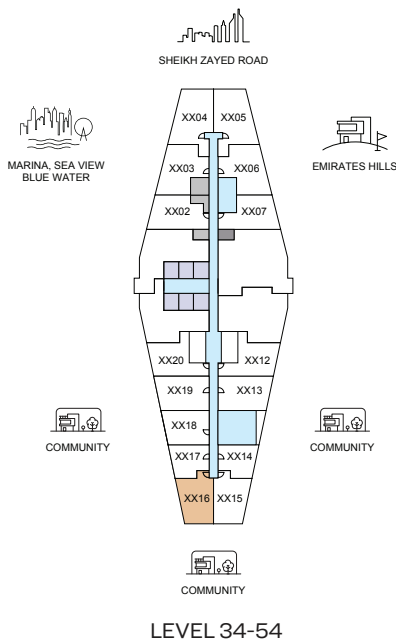 SHEIKH ZAYED ROAD
XX04 XX05
MARINA, SEA VIEW
BLUE WATER
EMIRATES HILLS
XX03 XX06
XX02 XX07
XX20 XX12
XX19 XX13
XX18
COMMUNITY
COMMUNITY
XX17 XX14
XX16 XX15
COMMUNITY
LEVEL 34-54